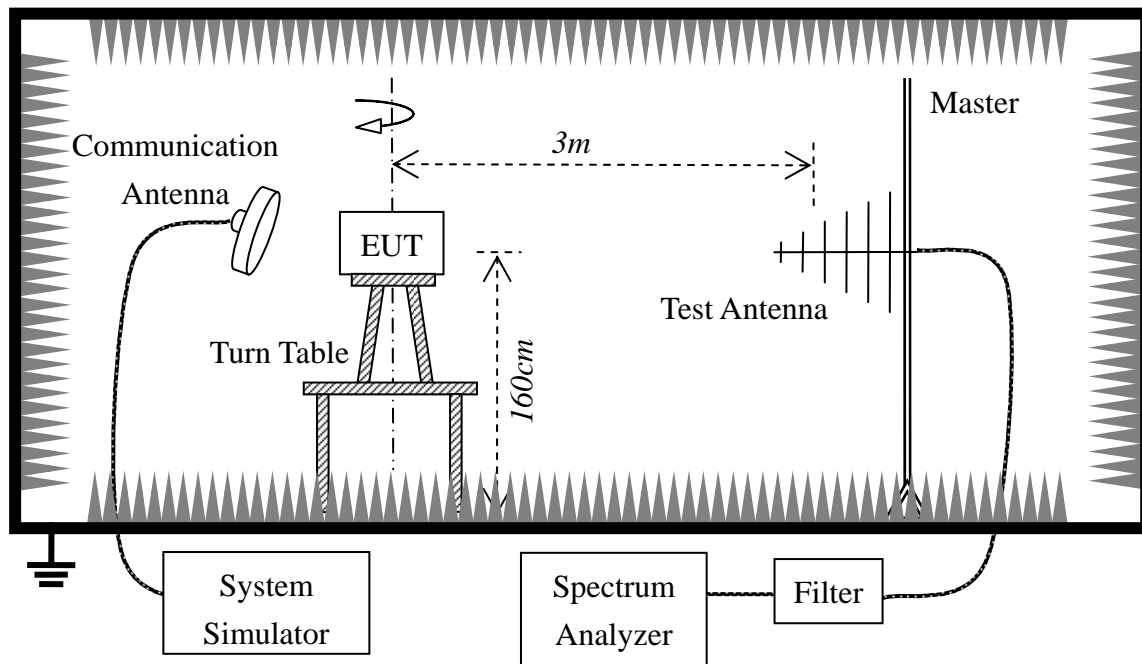 Master
3m
Communication
Antenna
EUT
Test Antenna
Turn Table
160cm
System
Simulator
Spectrum
Analyzer
Filter